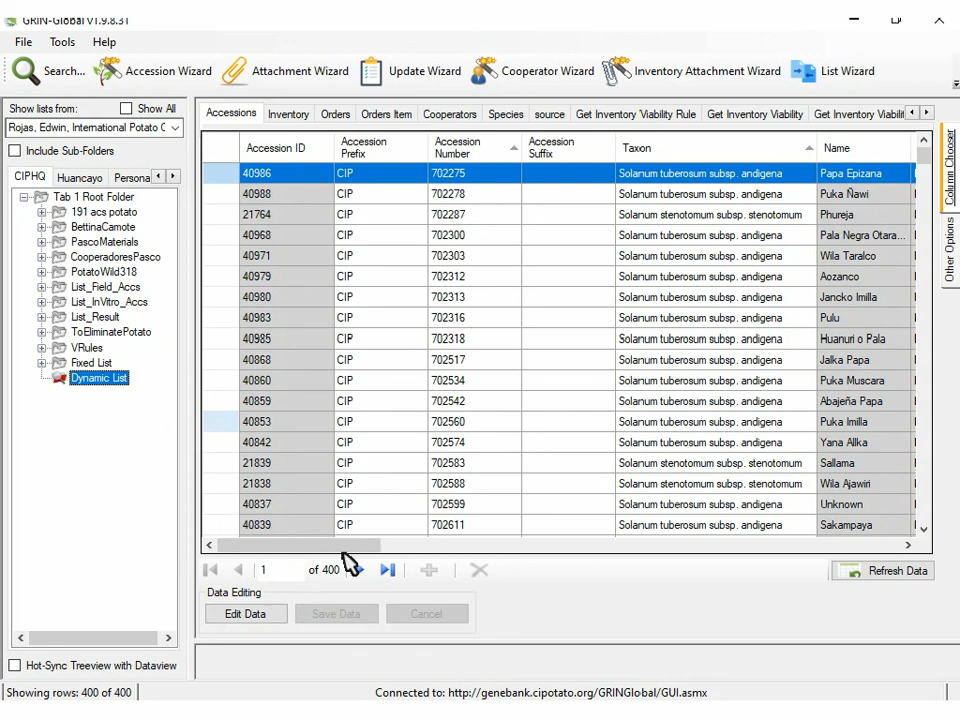 GRIN-Global v1.9.8.31
File Tools Help
Search... Accession Wizard Attachment Wizard Update Wizard Cooperator Wizard Inventory Attachment Wizard List Wizard
Show lists from: Show All
Rojas, Edwin, International Potato C
Include Sub-Folders
CIPHQ Huancayo Persona
Tab 1 Root Folder
191 acs potato
BettinaCamote
PascoMaterials
CooperadoresPasco
PotatoWild318
List_Field_Accs
List_InVitro_Accs
List_Result
ToEliminatePotato
VRules
Fixed List
Dynamic List
Hot-Sync Treeview with Dataview
Accessions Inventory Orders Orders Item Cooperators Species source Get Inventory Viability Rule Get Inventory Viability Get Inventory Viabili
Accession ID Accession Prefix Accession Number Accession Suffix Taxon Name
40986 CIP 702275 Solanum tuberosum subsp. andigena Papa Epizana
40988 CIP 702278 Solanum tuberosum subsp. andigena Puka Ñawi
21764 CIP 702287 Solanum stenotomum subsp. stenotomum Phureja
40968 CIP 702300 Solanum tuberosum subsp. andigena Pala Negra Otara...
40971 CIP 702303 Solanum tuberosum subsp. andigena Wila Taralco
40979 CIP 702312 Solanum tuberosum subsp. andigena Aozanco
40980 CIP 702313 Solanum tuberosum subsp. andigena Jancko Imilla
40983 CIP 702316 Solanum tuberosum subsp. andigena Pulu
40985 CIP 702318 Solanum tuberosum subsp. andigena Huanuri o Pala
40868 CIP 702517 Solanum tuberosum subsp. andigena Jalka Papa
40860 CIP 702534 Solanum tuberosum subsp. andigena Puka Muscara
40859 CIP 702542 Solanum tuberosum subsp. andigena Abajeña Papa
40853 CIP 702560 Solanum tuberosum subsp. andigena Puka Imilla
40842 CIP 702574 Solanum tuberosum subsp. andigena Yana Allka
21839 CIP 702583 Solanum stenotomum subsp. stenotomum Sallama
21838 CIP 702588 Solanum stenotomum subsp. stenotomum Wila Ajawiri
40837 CIP 702599 Solanum tuberosum subsp. andigena Unknown
40839 CIP 702611 Solanum tuberosum subsp. andigena Sakampaya
1 of 400
Refresh Data
Data Editing
Edit Data Save Data Cancel
Column Chooser
Other Options
Showing rows: 400 of 400 Connected to: http://genebank.cipotato.org/GRINGlobal/GUI.asmx